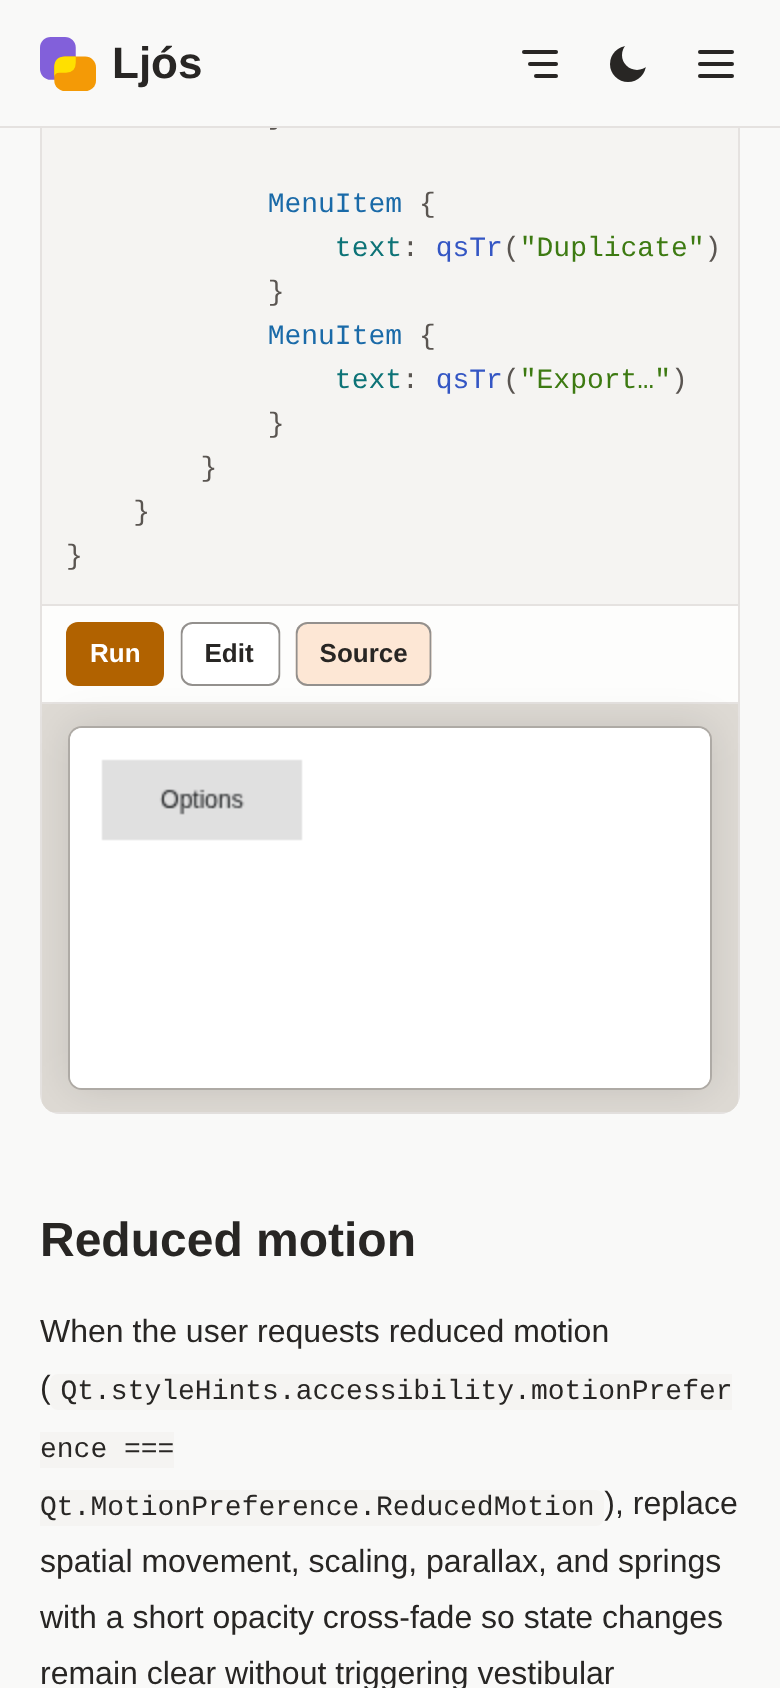 Ljós
MenuItem {
text: qsTr("Duplicate")
}
MenuItem {
text: qsTr("Export…")
}
}
}
}
Run Edit Source
Options
Reduced motion
When the user requests reduced motion
( Qt.styleHints.accessibility.motionPrefer
ence ===
Qt.MotionPreference.ReducedMotion ), replace
spatial movement, scaling, parallax, and springs
with a short opacity cross-fade so state changes
remain clear without triggering vestibular